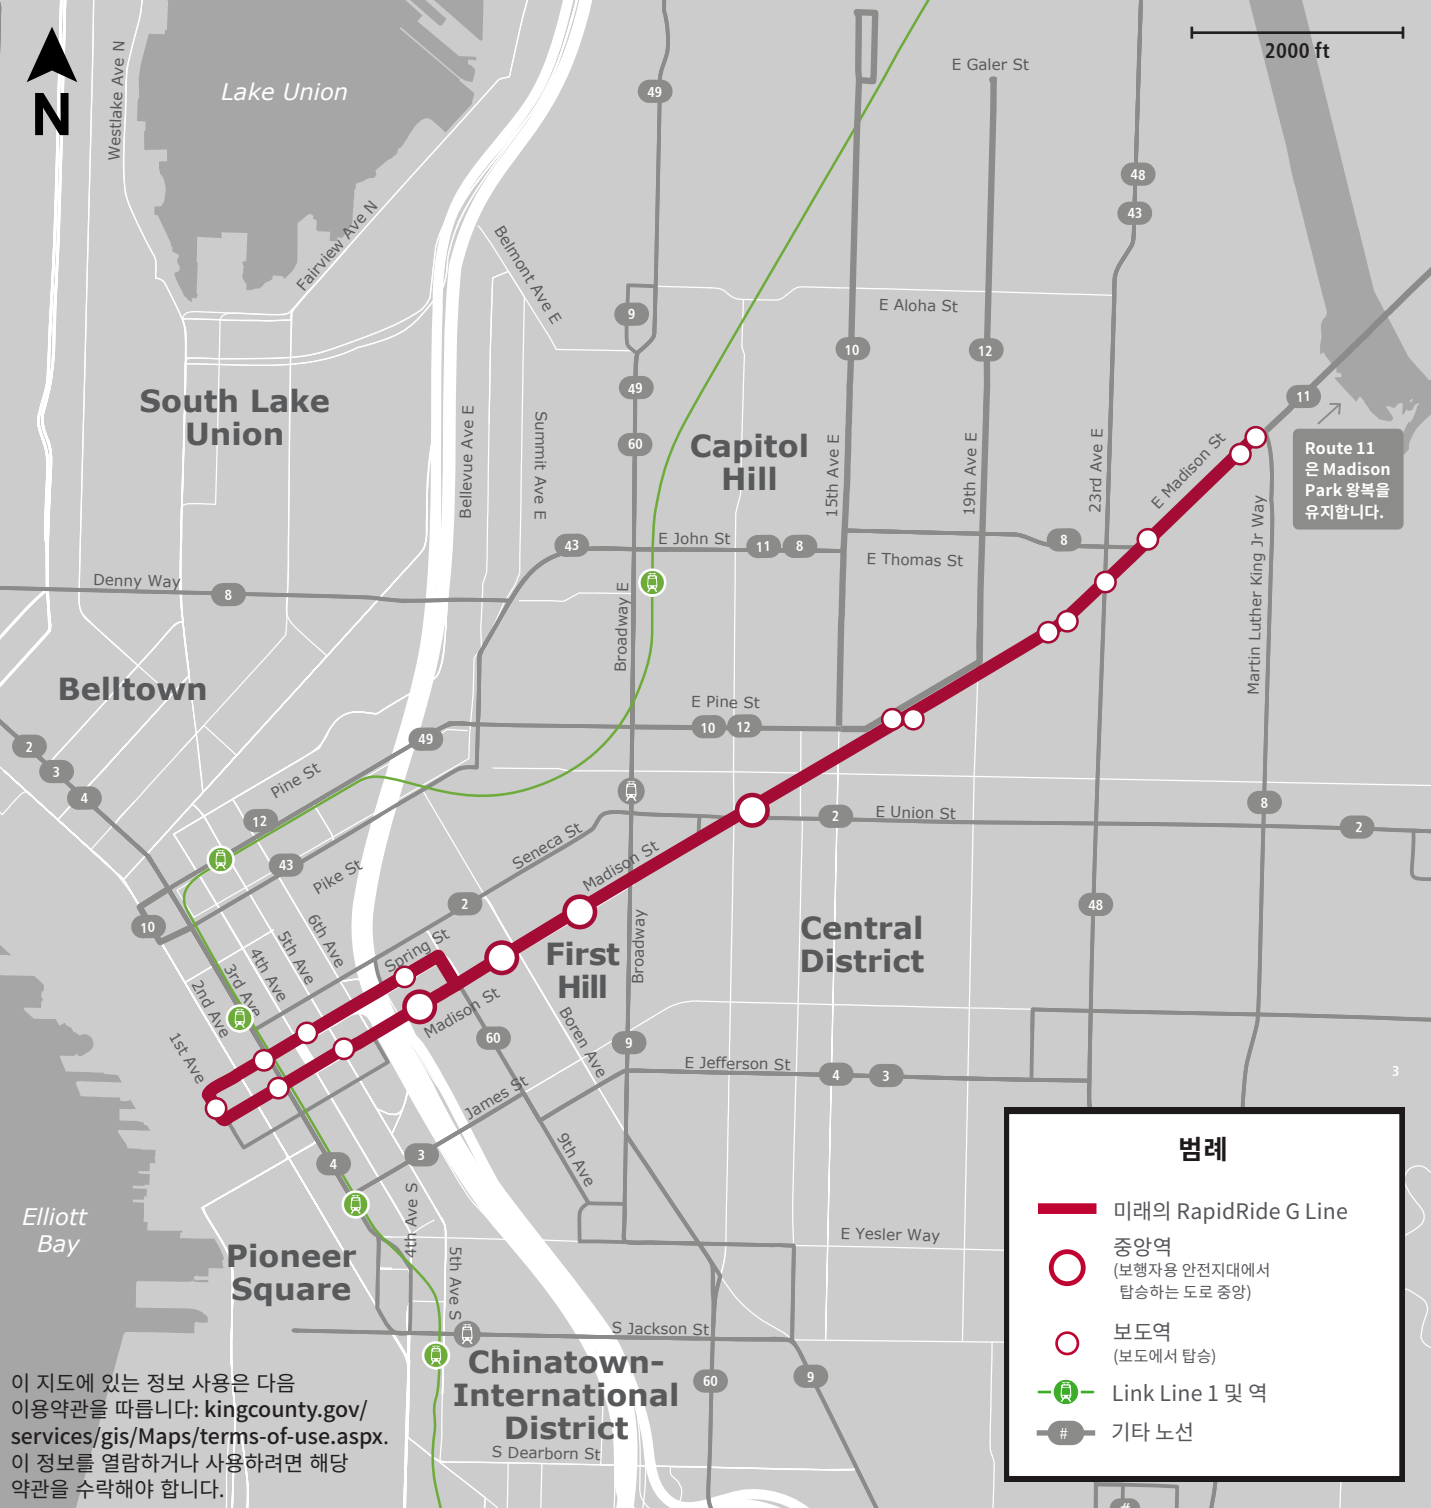 N
2000 ft
Lake Union
Westlake Ave N
Fairview Ave N
Belmont Ave E
E Galer St
E Aloha St
49
48
43
9
10
12
49
60
11
South Lake
Union
Capitol
Hill
Bellevue Ave E
Summit Ave E
15th Ave E
19th Ave E
23rd Ave E
E Madison St
Route 11
은 Madison
Park 왕복을
유지합니다.
Martin Luther King Jr Way
43
E John St
11
8
E Thomas St
8
Denny Way
8
Broadway E
Belltown
E Pine St
10
12
49
2
3
4
Pine St
12
43
Pike St
Seneca St
2
E Union St
8
2
Madison St
10
2
48
6th Ave
5th Ave
4th Ave
3rd Ave
2nd Ave
1st Ave
Spring St
Madison St
First
Hill
Broadway
Central
District
60
Boren Ave
9
E Jefferson St
4
3
3
James St
9th Ave
4
3
4th Ave S
5th Ave S
E Yesler Way
Elliott
Bay
Pioneer
Square
S Jackson St
Chinatown-
International
District
60
9
S Dearborn St
이 지도에 있는 정보 사용은 다음
이용약관을 따릅니다: kingcounty.gov/
services/gis/Maps/terms-of-use.aspx.
이 정보를 열람하거나 사용하려면 해당
약관을 수락해야 합니다.
범례
미래의 RapidRide G Line
중앙역
(보행자용 안전지대에서
탑승하는 도로 중앙)
보도역
(보도에서 탑승)
Link Line 1 및 역
#
기타 노선
#